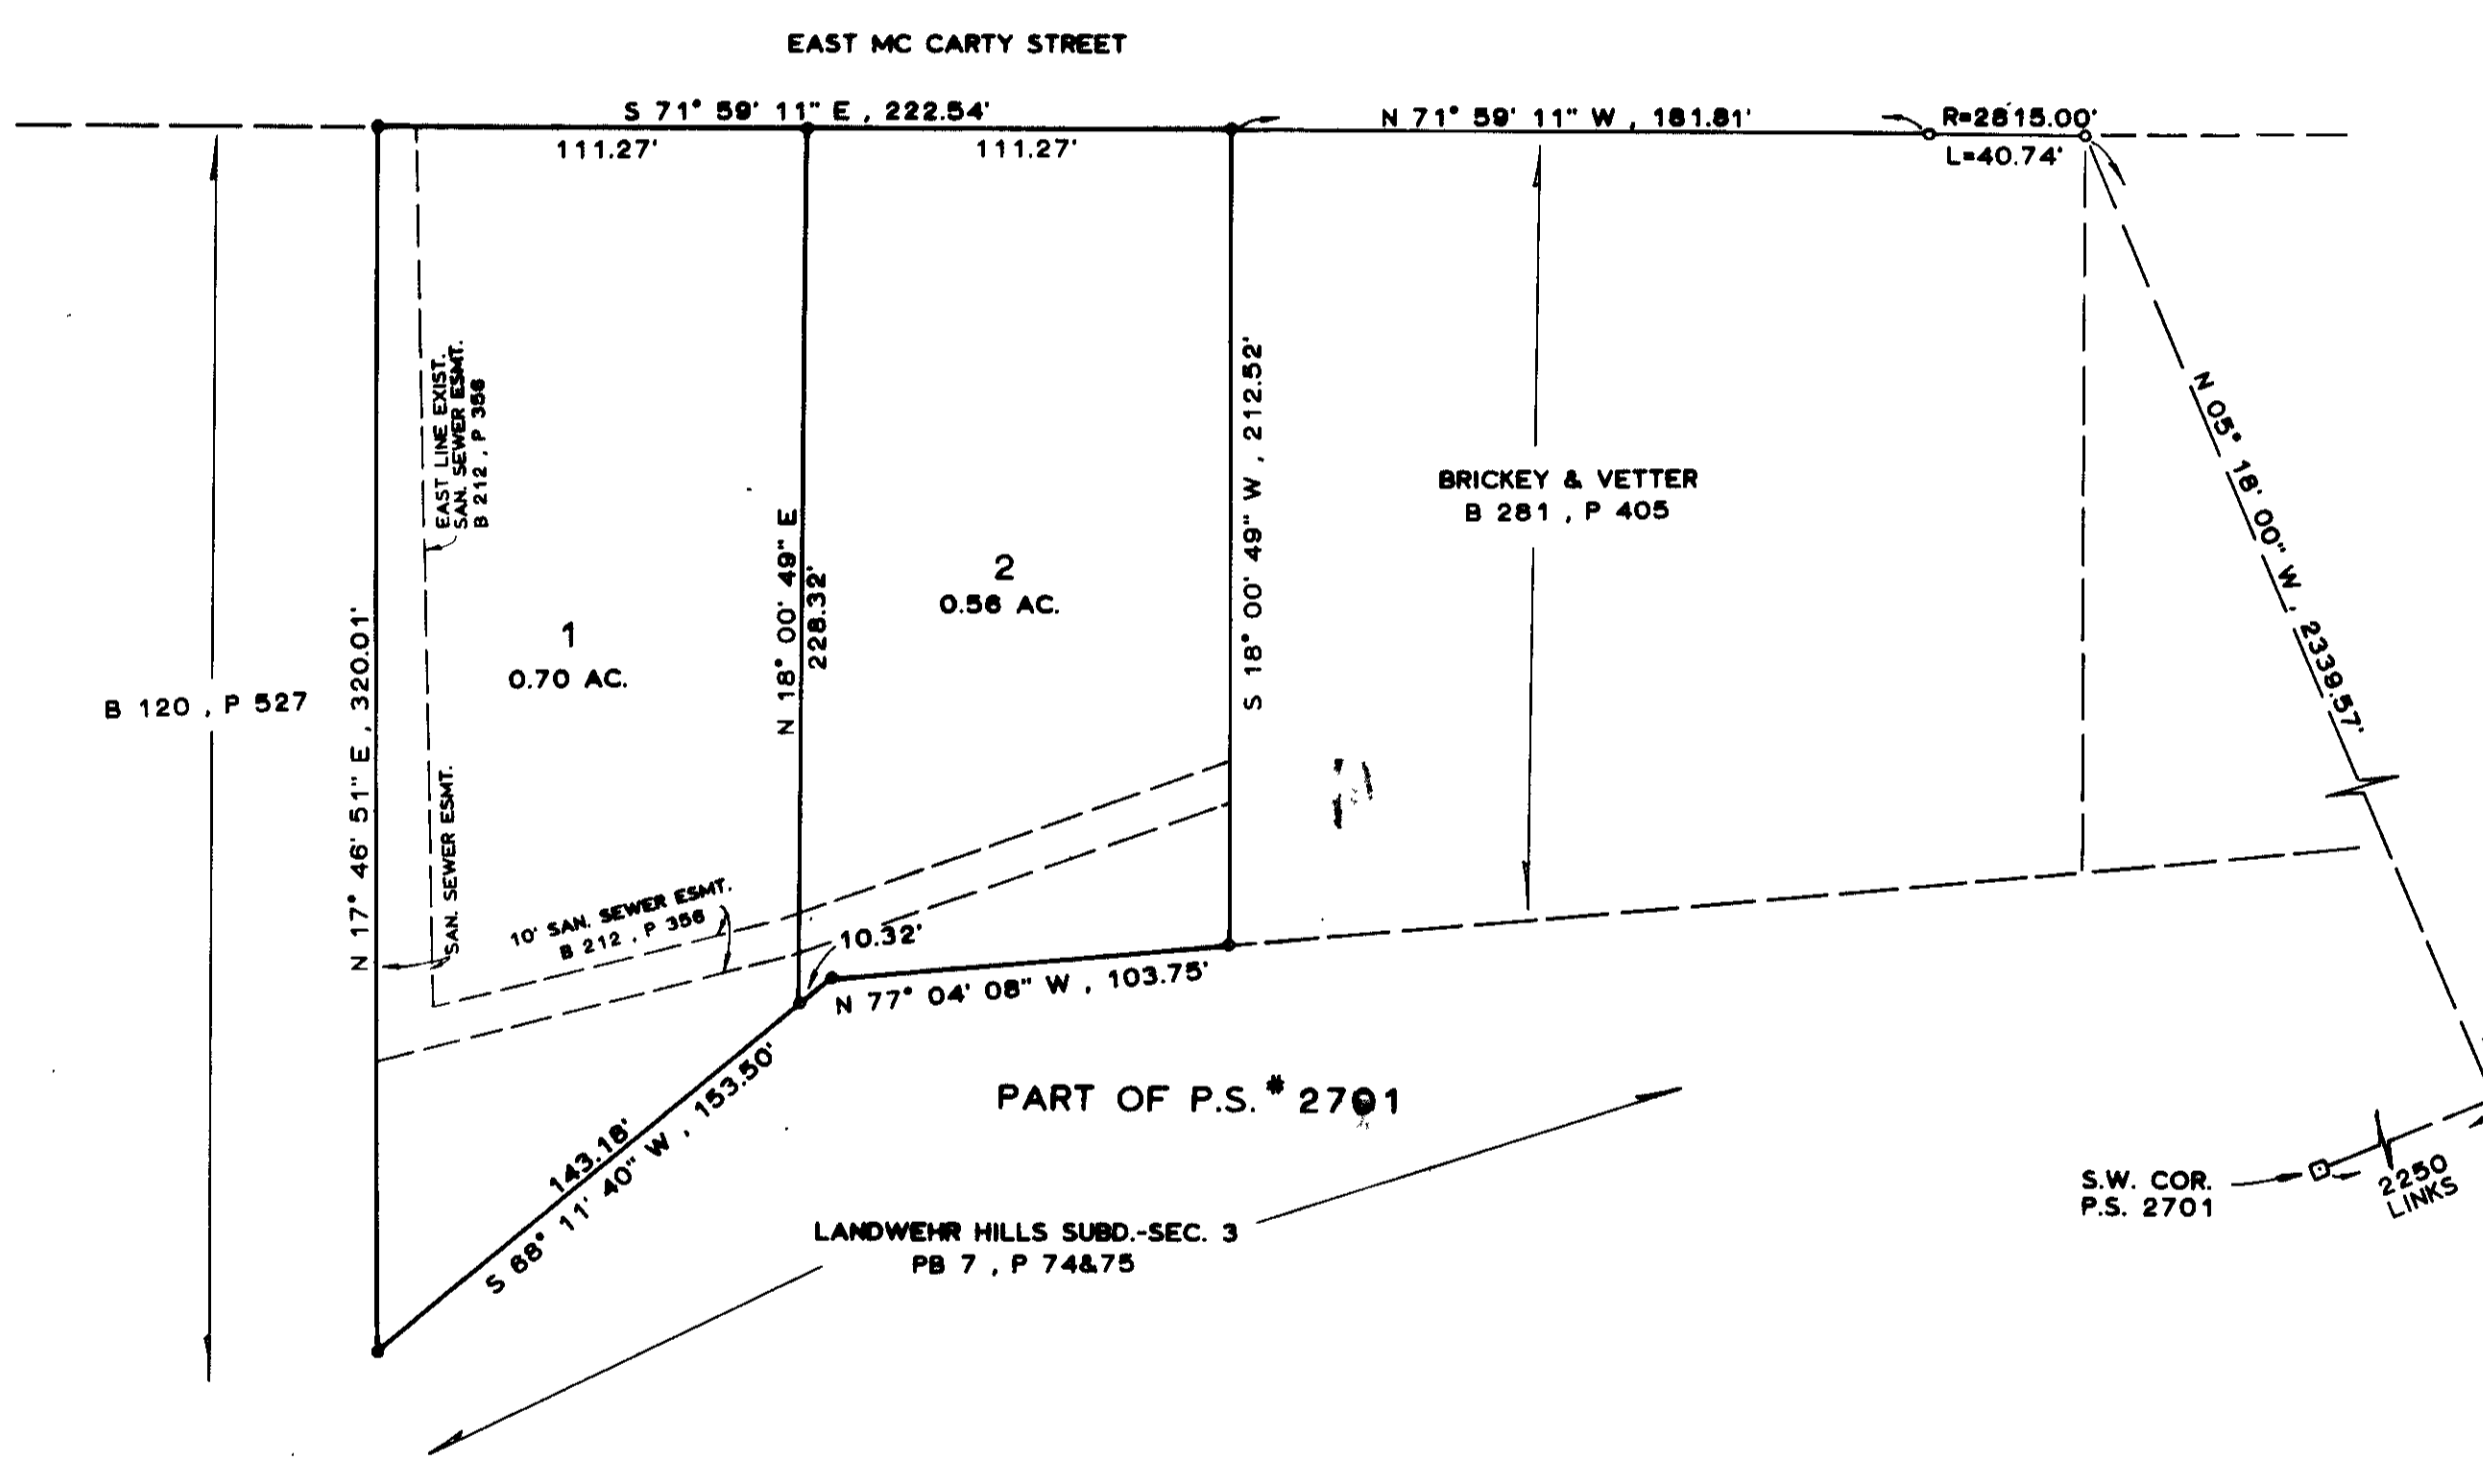 EAST MC CARTY STREET
S 71° 59' 11" E , 222.54'
N 71° 59' 11" W , 181.81'
R=2815.00'
111.27'
111.27'
L=40.74'
EAST LINE EXIST.
SAN. SEWER ESMT.
B 212 , P 356
S 18° 00' 49" W , 212.52'
N 05° 18' 00" W , 2339.57'
BRICKEY & VETTER
B 281 , P 405
N 18° 00' 49" E
228.32'
2
0.56 AC.
1
0.70 AC.
B 120 , P 527
N 17° 46' 51" E , 320.01'
SAN. SEWER ESMT.
10' SAN. SEWER ESMT.
B 212 , P 356
10.32'
N 77° 04' 08" W , 103.75'
PART OF P.S. # 2701
143.18'
S 68° 11' 40" W , 153.50'
S.W. COR.
P.S. 2701
2250
LINKS
LANDWEHR HILLS SUBD.-SEC. 3
PB 7 , P 74&75